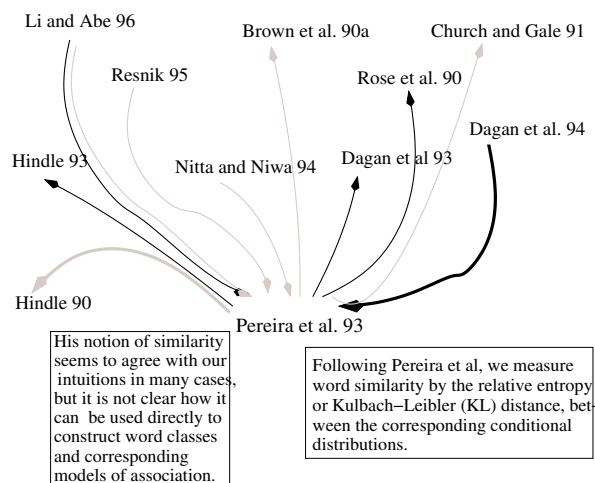 Li and Abe 96
Brown et al. 90a
Church and Gale 91
Resnik 95
Rose et al. 90
Dagan et al. 94
Hindle 93
Nitta and Niwa 94
Dagan et al 93
Hindle 90
Pereira et al. 93
His notion of similarity
seems to agree with our
intuitions in many cases,
but it is not clear how it
can be used directly to
construct word classes
and corresponding
models of association.
Following Pereira et al, we measure
word similarity by the relative entropy
or Kulbach−Leibler (KL) distance, bet-
ween the corresponding conditional
distributions.